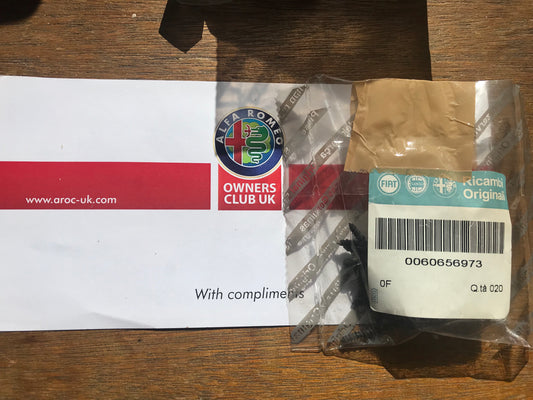 ALFA ROMEO
OWNERS
CLUB UK
www.aroc-uk.com
With compliments
FIAT
Ricambi
Originali
0060656973
0F
Q.tà 020